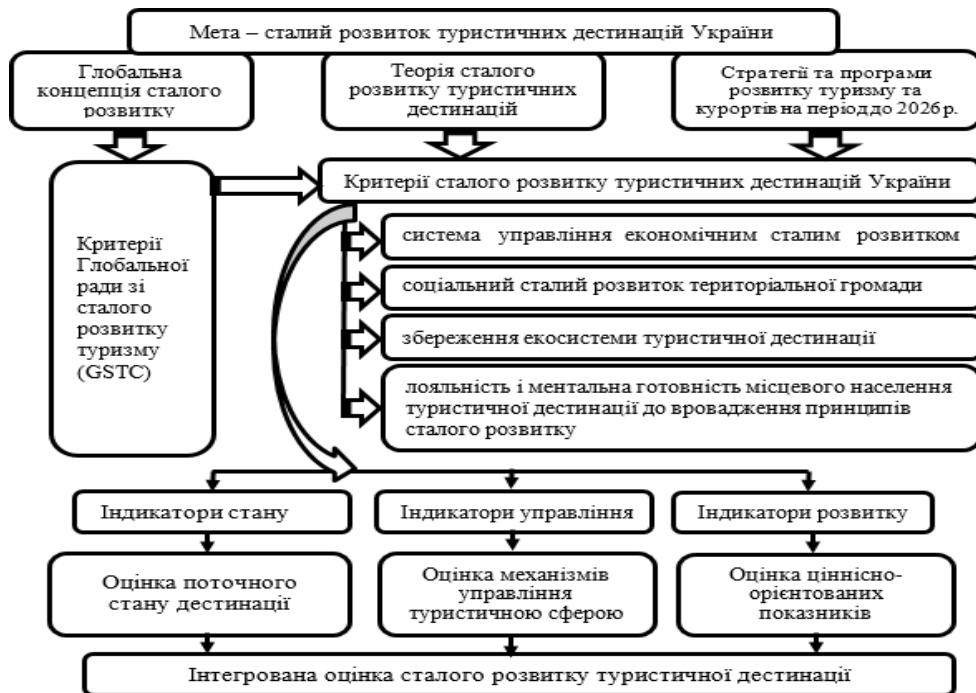 Мета – сталий розвиток туристичних дестинацій України
Глобальна
концепція сталого
розвитку
Теорія сталого
розвитку туристичних
дестинацій
Стратегії та програми
розвитку туризму та
курортів на період до 2026 р.
Критерії
Глобальної
ради зі
сталого
розвитку
туризму
(GSTC)
Критерії сталого розвитку туристичних дестинацій України
система управління економічним сталим розвитком
соціальний сталий розвиток територіальної громади
збереження екосистеми туристичної дестинації
лояльність і ментальна готовність місцевого населення
туристичної дестинації до вровадження принципів
сталого розвитку
Індикатори стану
Індикатори управління
Індикатори розвитку
Оцінка поточного
стану дестинації
Оцінка механізмів
управління
туристичною сферою
Оцінка ціннісно-
орієнтованих
показників
Інтегрована оцінка сталого розвитку туристичної дестинації